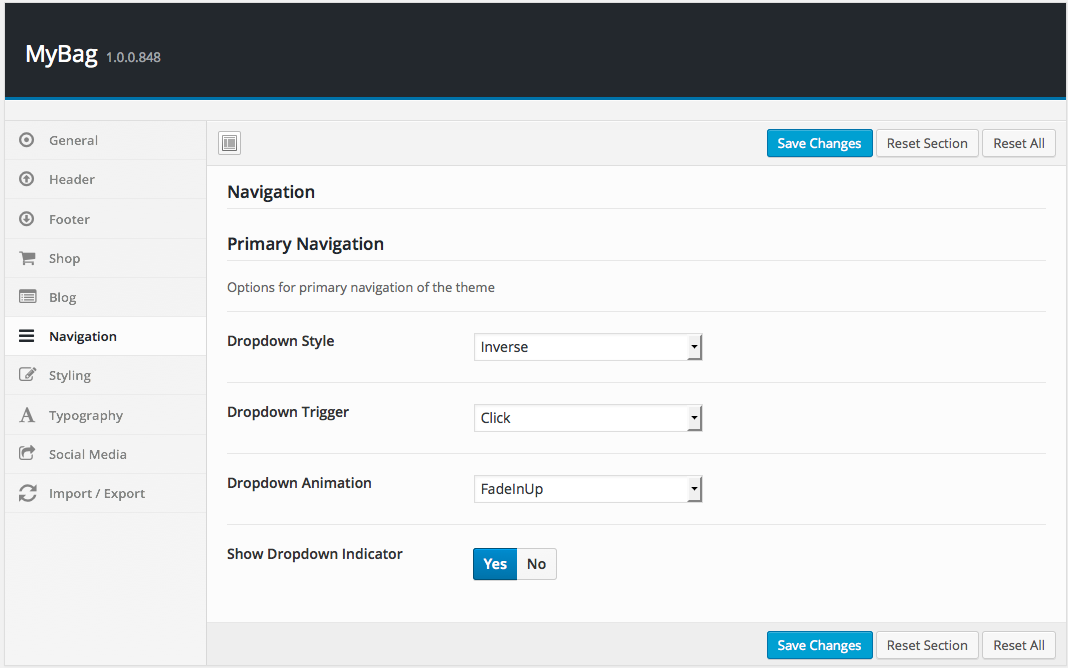 MyBag 1.0.0.848
General
Header
Footer
Shop
Blog
Navigation
Styling
Typography
Social Media
Import / Export
Save Changes Reset Section Reset All
Navigation
Primary Navigation
Options for primary navigation of the theme
Dropdown Style Inverse
Dropdown Trigger Click
Dropdown Animation FadeInUp
Show Dropdown Indicator Yes No
Save Changes Reset Section Reset All